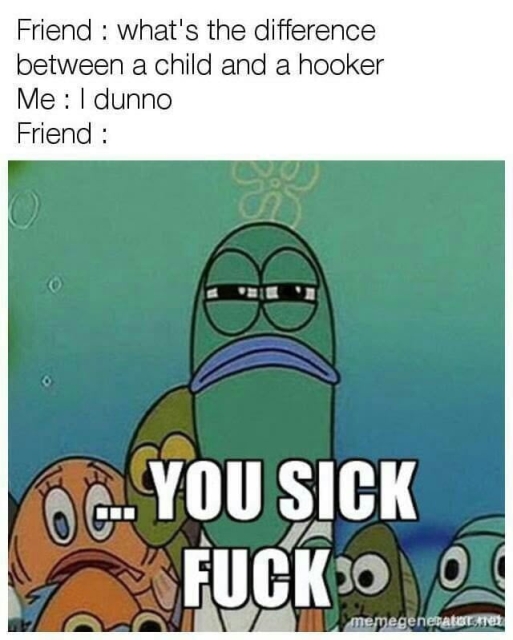 Friend : what's the difference
between a child and a hooker
Me : I dunno
Friend :
... YOU SICK
FUCK
memegenerator.net